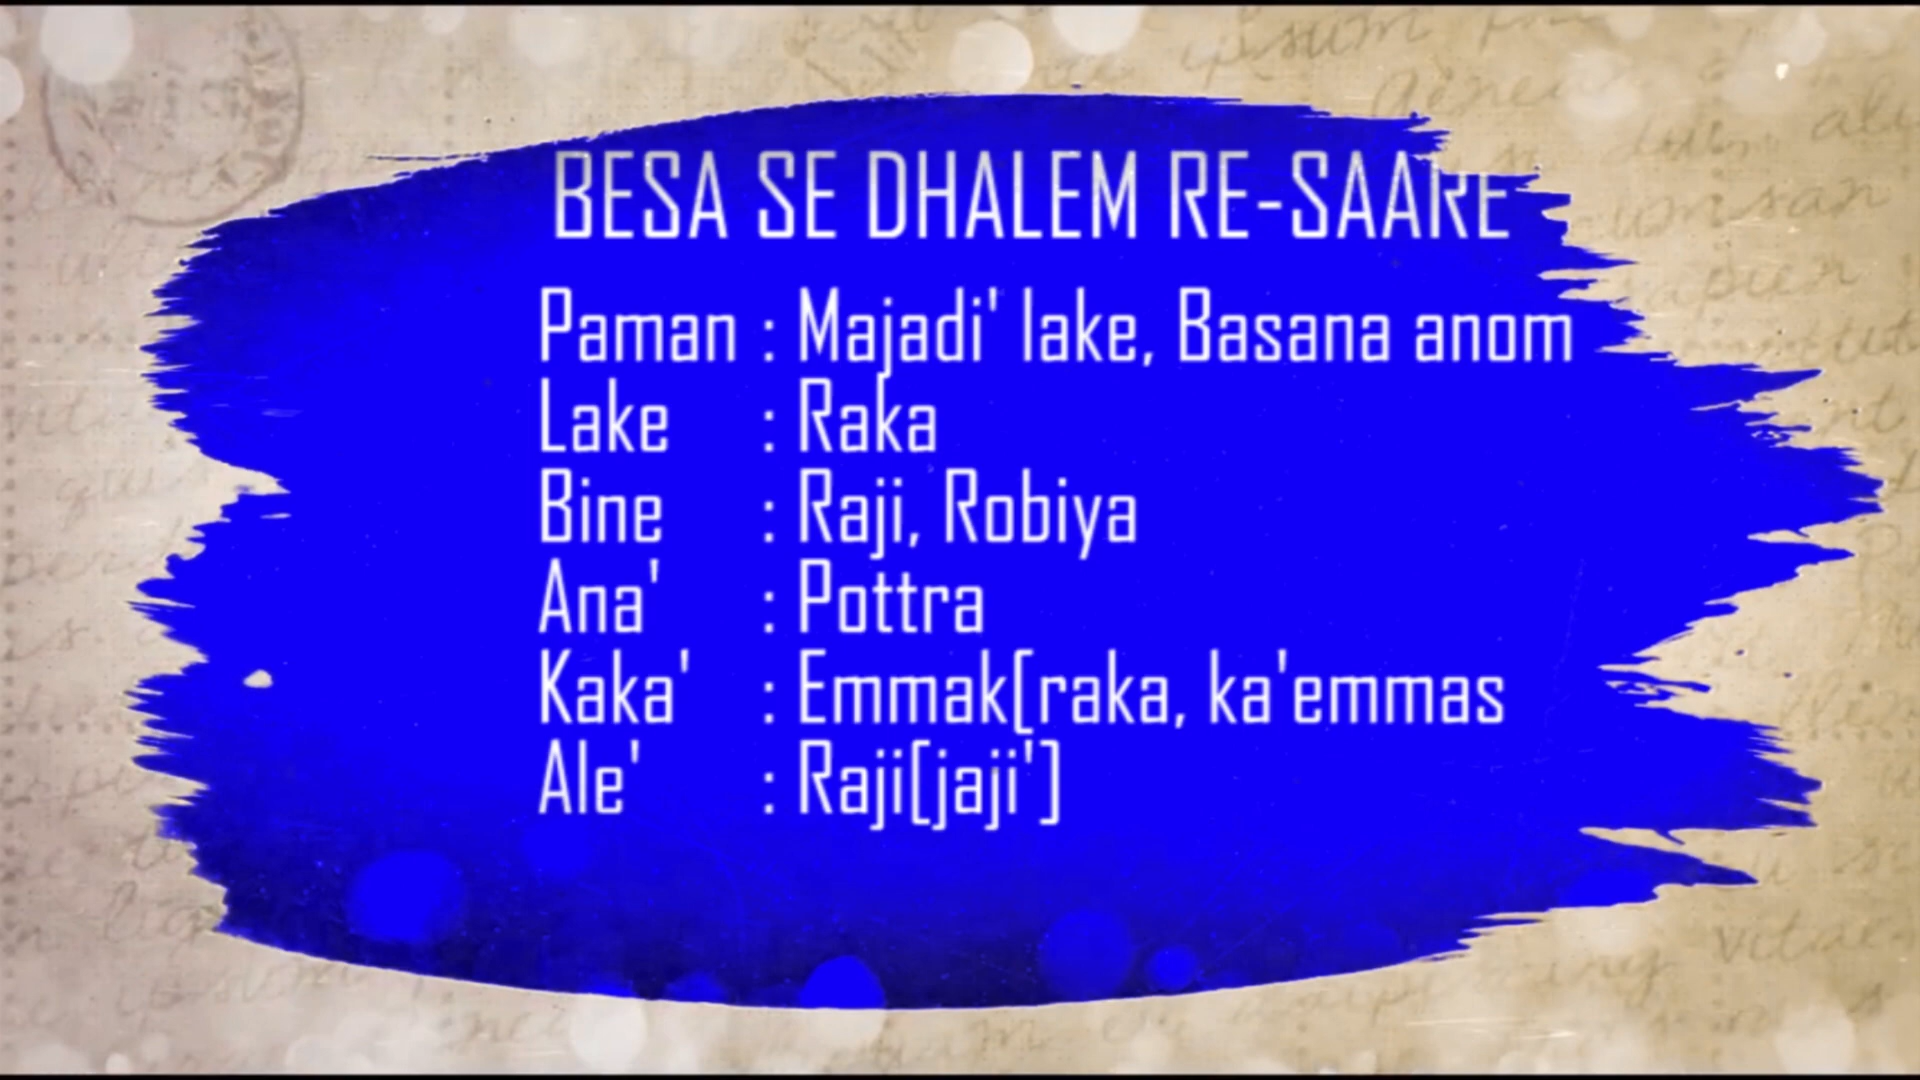 BESA SE DHALEM RE-SAARE
Paman : Majadi' lake, Basana anom
Lake : Raka
Bine : Raji, Robiya
Ana' : Pottra
Kaka' : Emmak(raka, ka'emmas
Ale' : Raji(jaji')